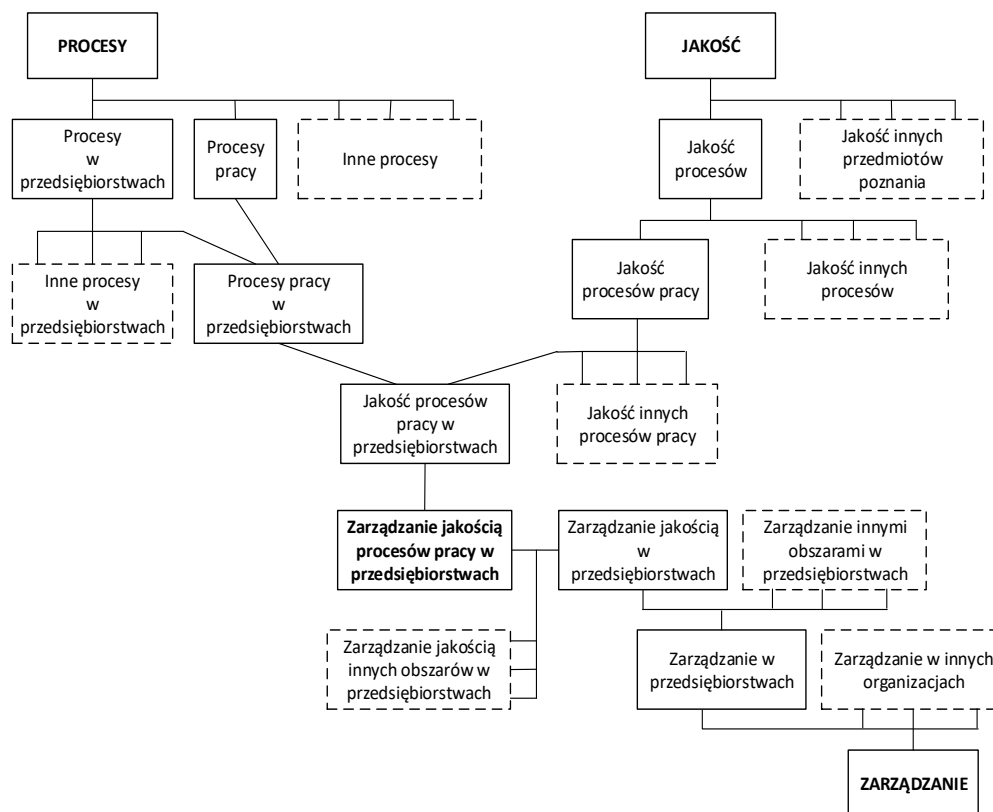 PROCESY
JAKOŚĆ
Procesy
w
przedsiębiorstwach
Procesy
pracy
Inne procesy
Jakość
procesów
Jakość innych
przedmiotów
poznania
Inne procesy
w
przedsiębiorstwach
Procesy pracy
w
przedsiębiorstwach
Jakość
procesów pracy
Jakość innych
procesów
Jakość procesów
pracy w
przedsiębiorstwach
Jakość innych
procesów pracy
Zarządzanie jakością
procesów pracy w
przedsiębiorstwach
Zarządzanie jakością
w
przedsiębiorstwach
Zarządzanie innymi
obszarami w
przedsiębiorstwach
Zarządzanie jakością
innych obszarów w
przedsiębiorstwach
Zarządzanie w
przedsiębiorstwach
Zarządzanie w innych
organizacjach
ZARZĄDZANIE